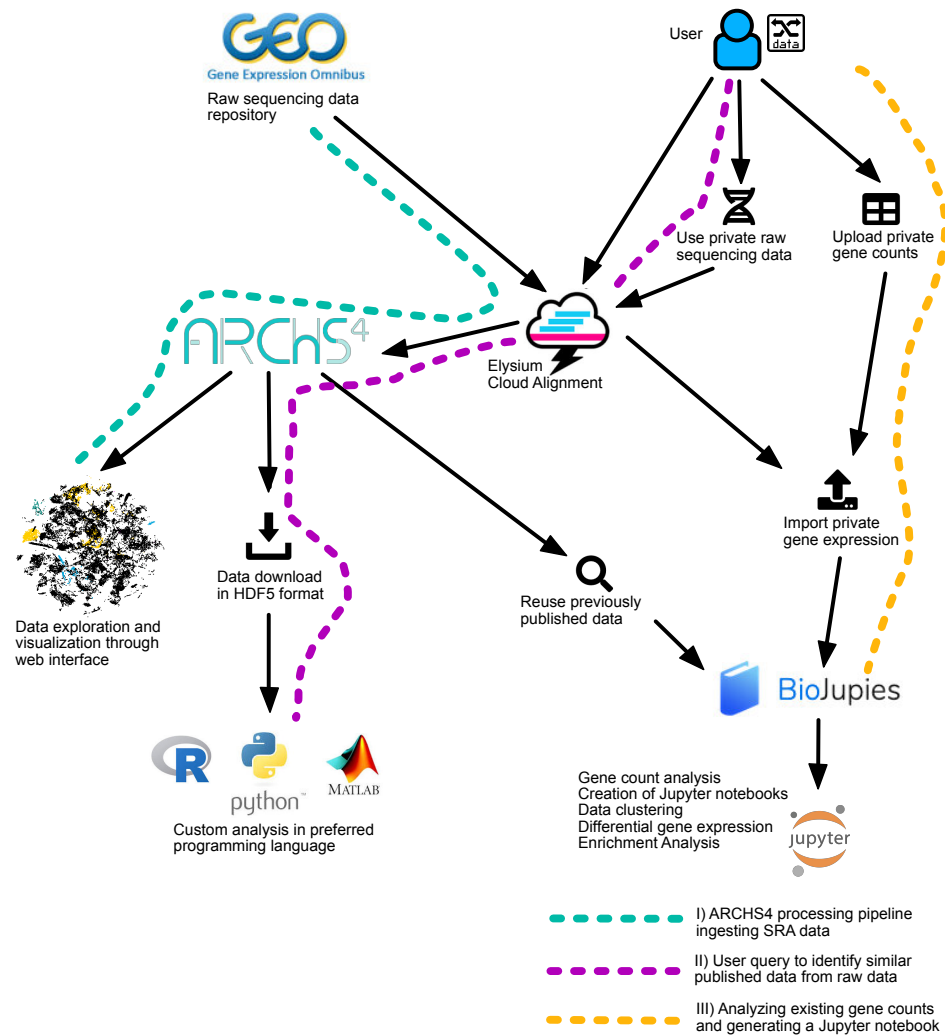 GEO
Gene Expression Omnibus
Raw sequencing data
repository
User
data
Use private raw
sequencing data
Upload private
gene counts
ARCHS4
Elysium
Cloud Alignment
Import private
gene expression
Data download
in HDF5 format
Reuse previously
published data
Data exploration and
visualization through
web interface
BioJupies
R
python™
MATLAB
Custom analysis in preferred
programming language
Gene count analysis
Creation of Jupyter notebooks
Data clustering
Differential gene expression
Enrichment Analysis
jupyter
I) ARCHS4 processing pipeline
ingesting SRA data
II) User query to identify similar
published data from raw data
III) Analyzing existing gene counts
and generating a Jupyter notebook